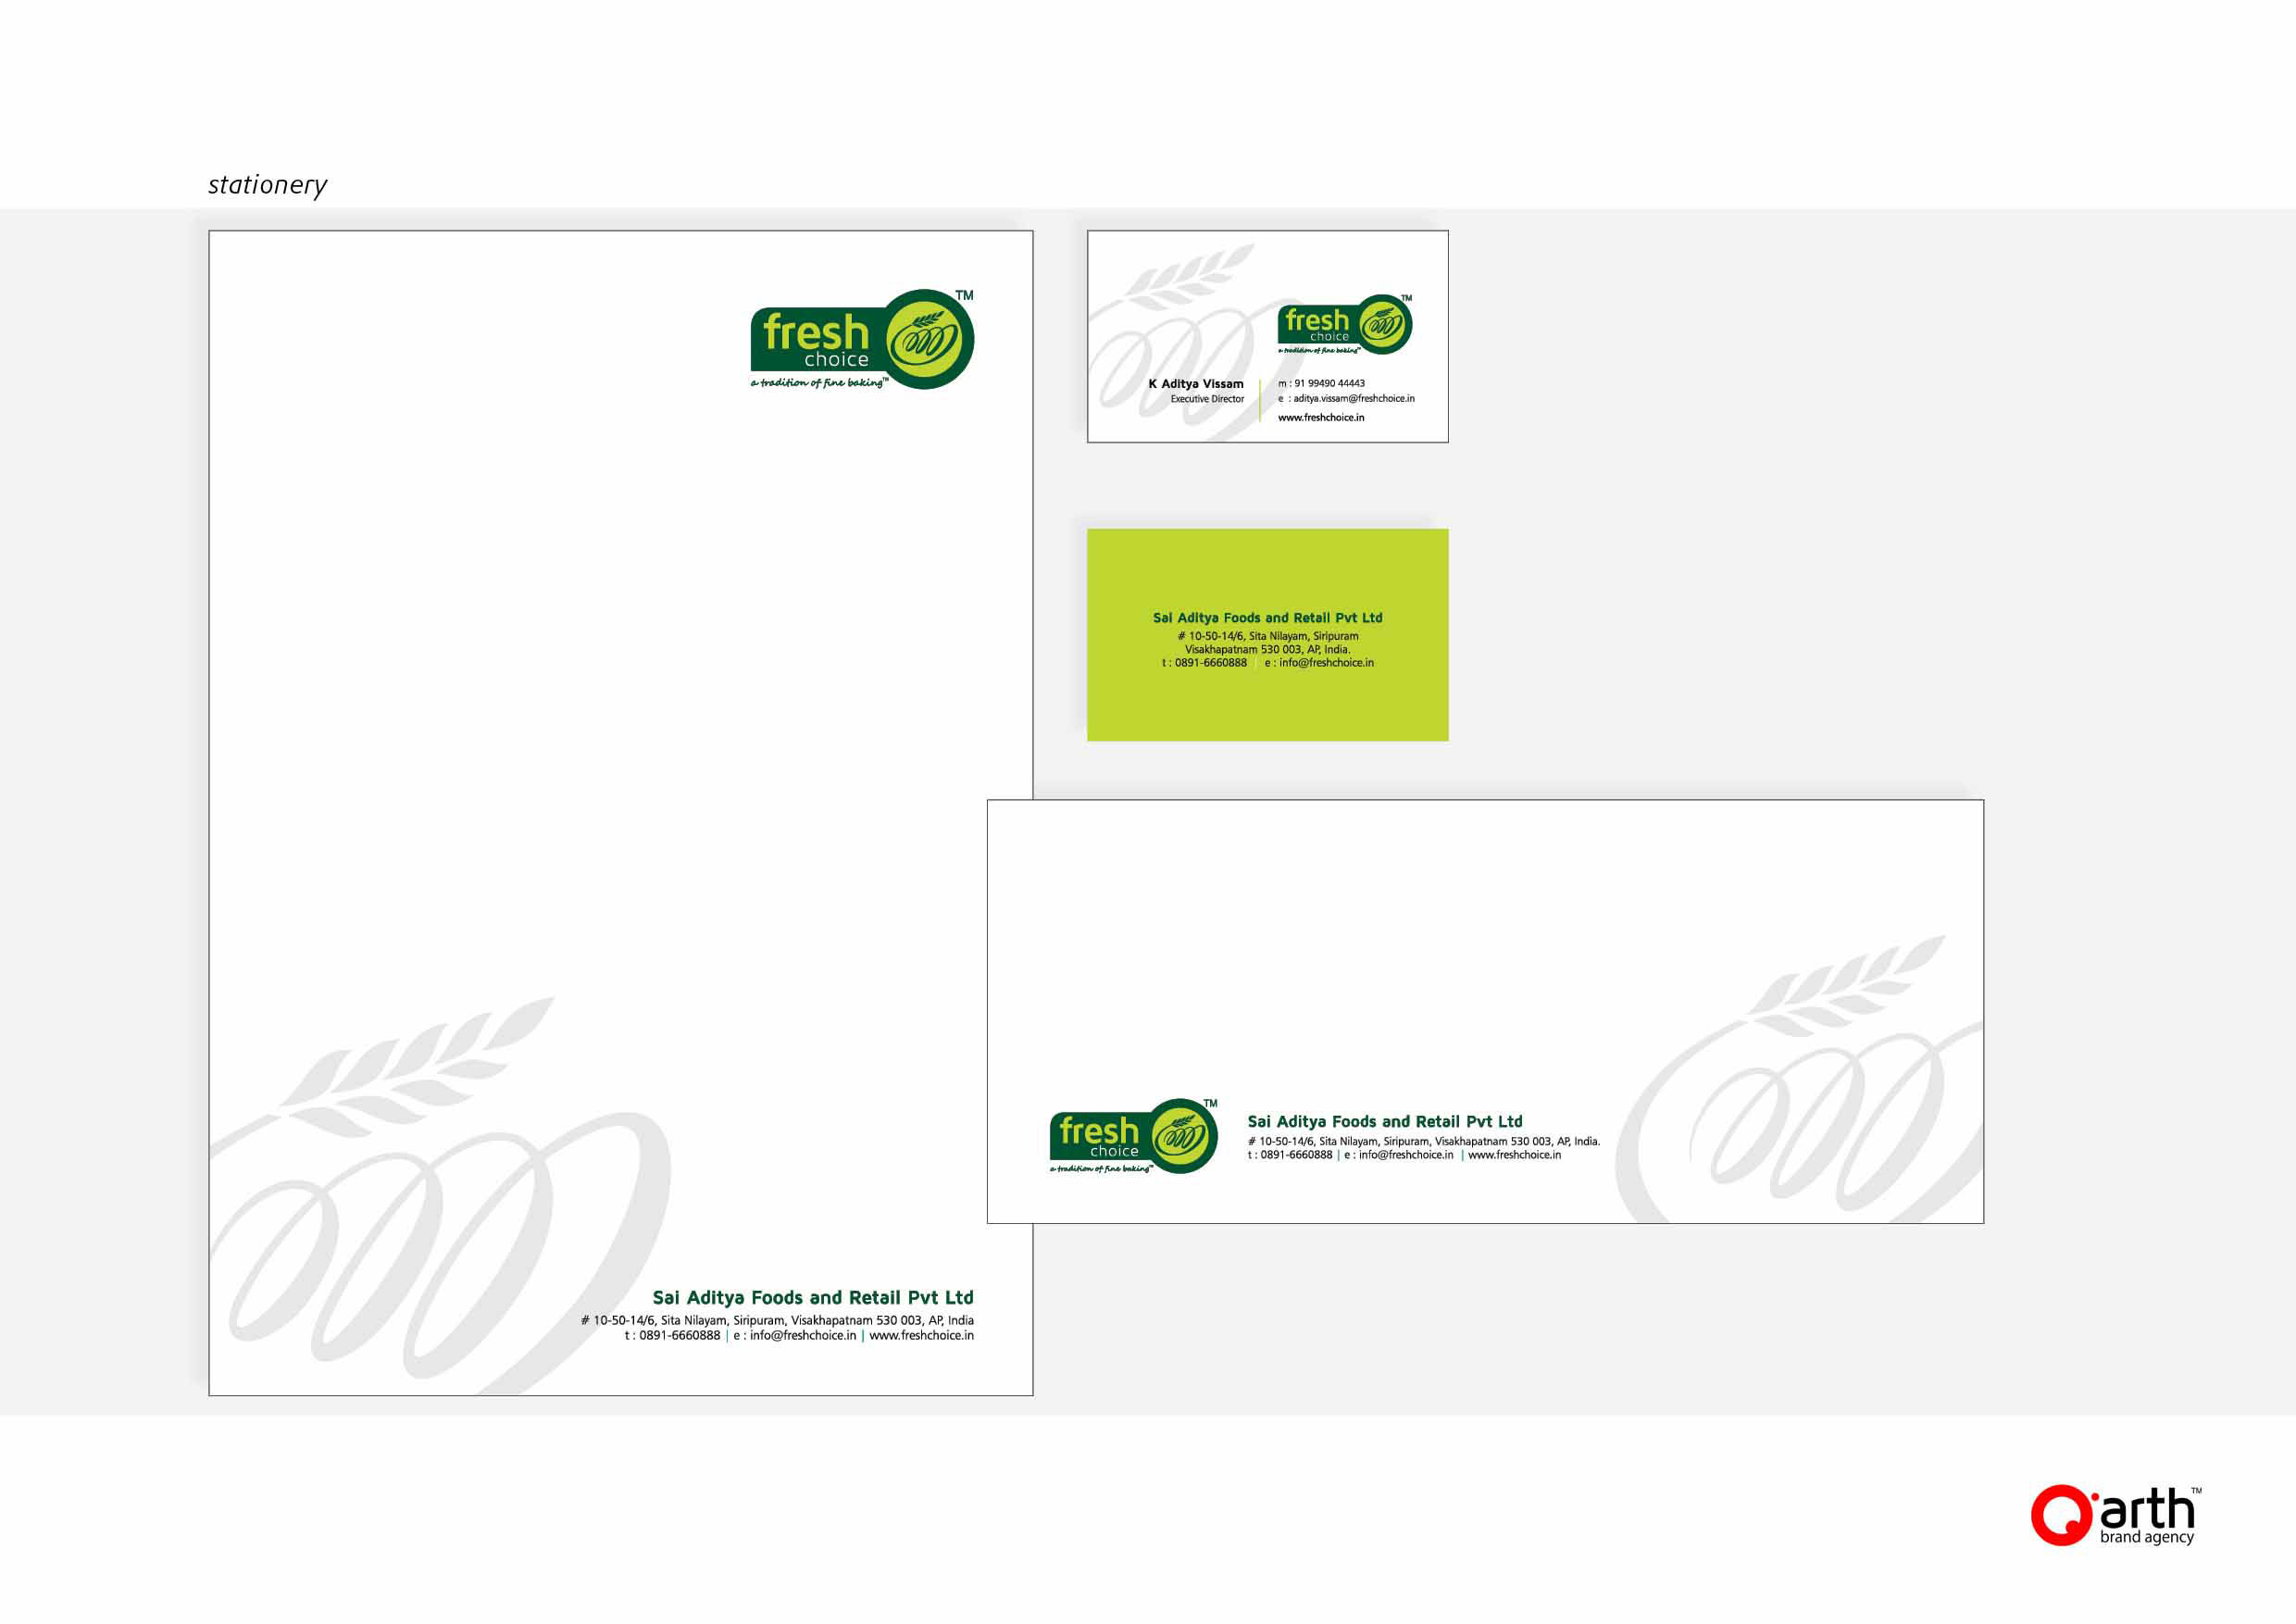 stationery
fresh
choice
TM
a tradition of fine baking™
Sai Aditya Foods and Retail Pvt Ltd
# 10-50-14/6, Sita Nilayam, Siripuram, Visakhapatnam 530 003, AP, India
t : 0891-6660888 | e : info@freshchoice.in | www.freshchoice.in
fresh
choice
TM
a tradition of fine baking™
K Aditya Vissam
Executive Director
m : 91 99490 44443
e : aditya.vissam@freshchoice.in
www.freshchoice.in
Sai Aditya Foods and Retail Pvt Ltd
# 10-50-14/6, Sita Nilayam, Siripuram
Visakhapatnam 530 003, AP, India.
t : 0891-6660888 | e : info@freshchoice.in
fresh
choice
TM
a tradition of fine baking™
Sai Aditya Foods and Retail Pvt Ltd
# 10-50-14/6, Sita Nilayam, Siripuram, Visakhapatnam 530 003, AP, India.
t : 0891-6660888 | e : info@freshchoice.in | www.freshchoice.in
arth™
brand agency